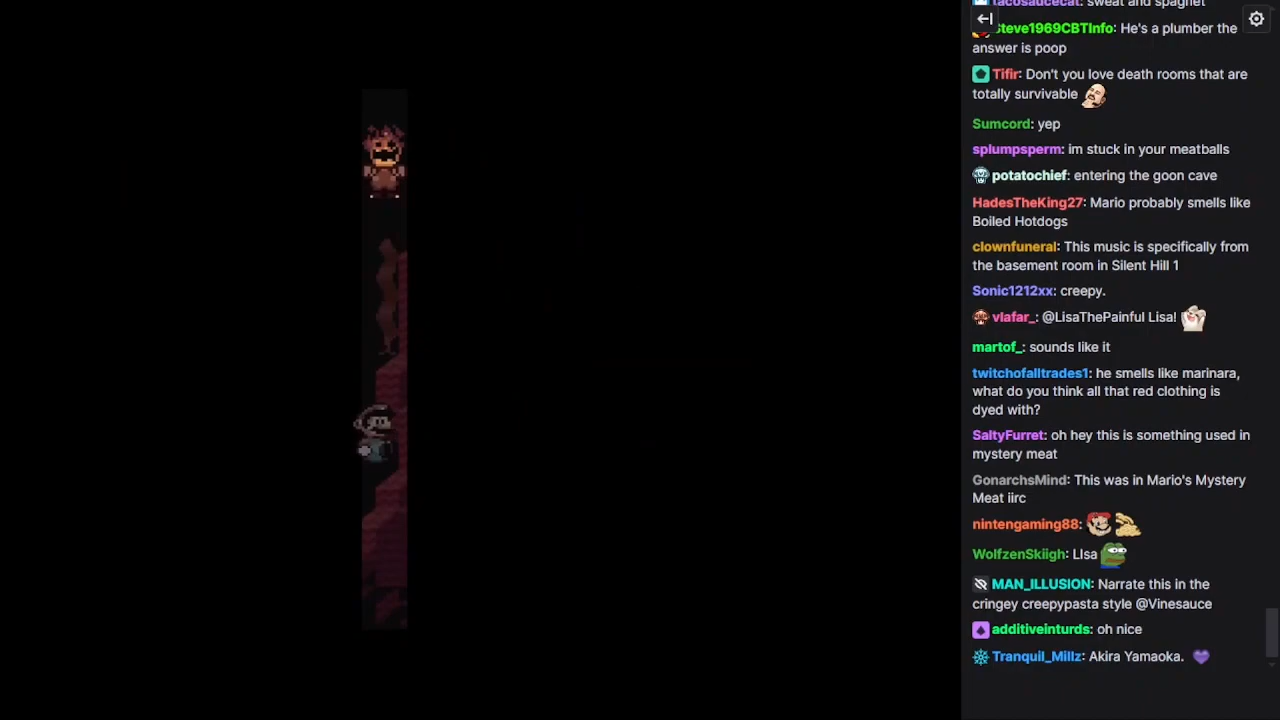 tacosaucecat: sweat and spaghet
Steve1969CBTInfo: He's a plumber the
answer is poop
Tifir: Don't you love death rooms that are
totally survivable
Sumcord: yep
splumpsperm: im stuck in your meatballs
potatochief: entering the goon cave
HadesTheKing27: Mario probably smells like
Boiled Hotdogs
clownfuneral: This music is specifically from
the basement room in Silent Hill 1
Sonic1212xx: creepy.
vlafar_: @LisaThePainful Lisa!
martof_: sounds like it
twitchofalltrades1: he smells like marinara,
what do you think all that red clothing is
dyed with?
SaltyFurret: oh hey this is something used in
mystery meat
GonarchsMind: This was in Mario's Mystery
Meat iirc
nintengaming88:
WolfzenSkiigh: LIsa
MAN_ILLUSION: Narrate this in the
cringey creepypasta style @Vinesauce
additiveinturds: oh nice
Tranquil_Millz: Akira Yamaoka.